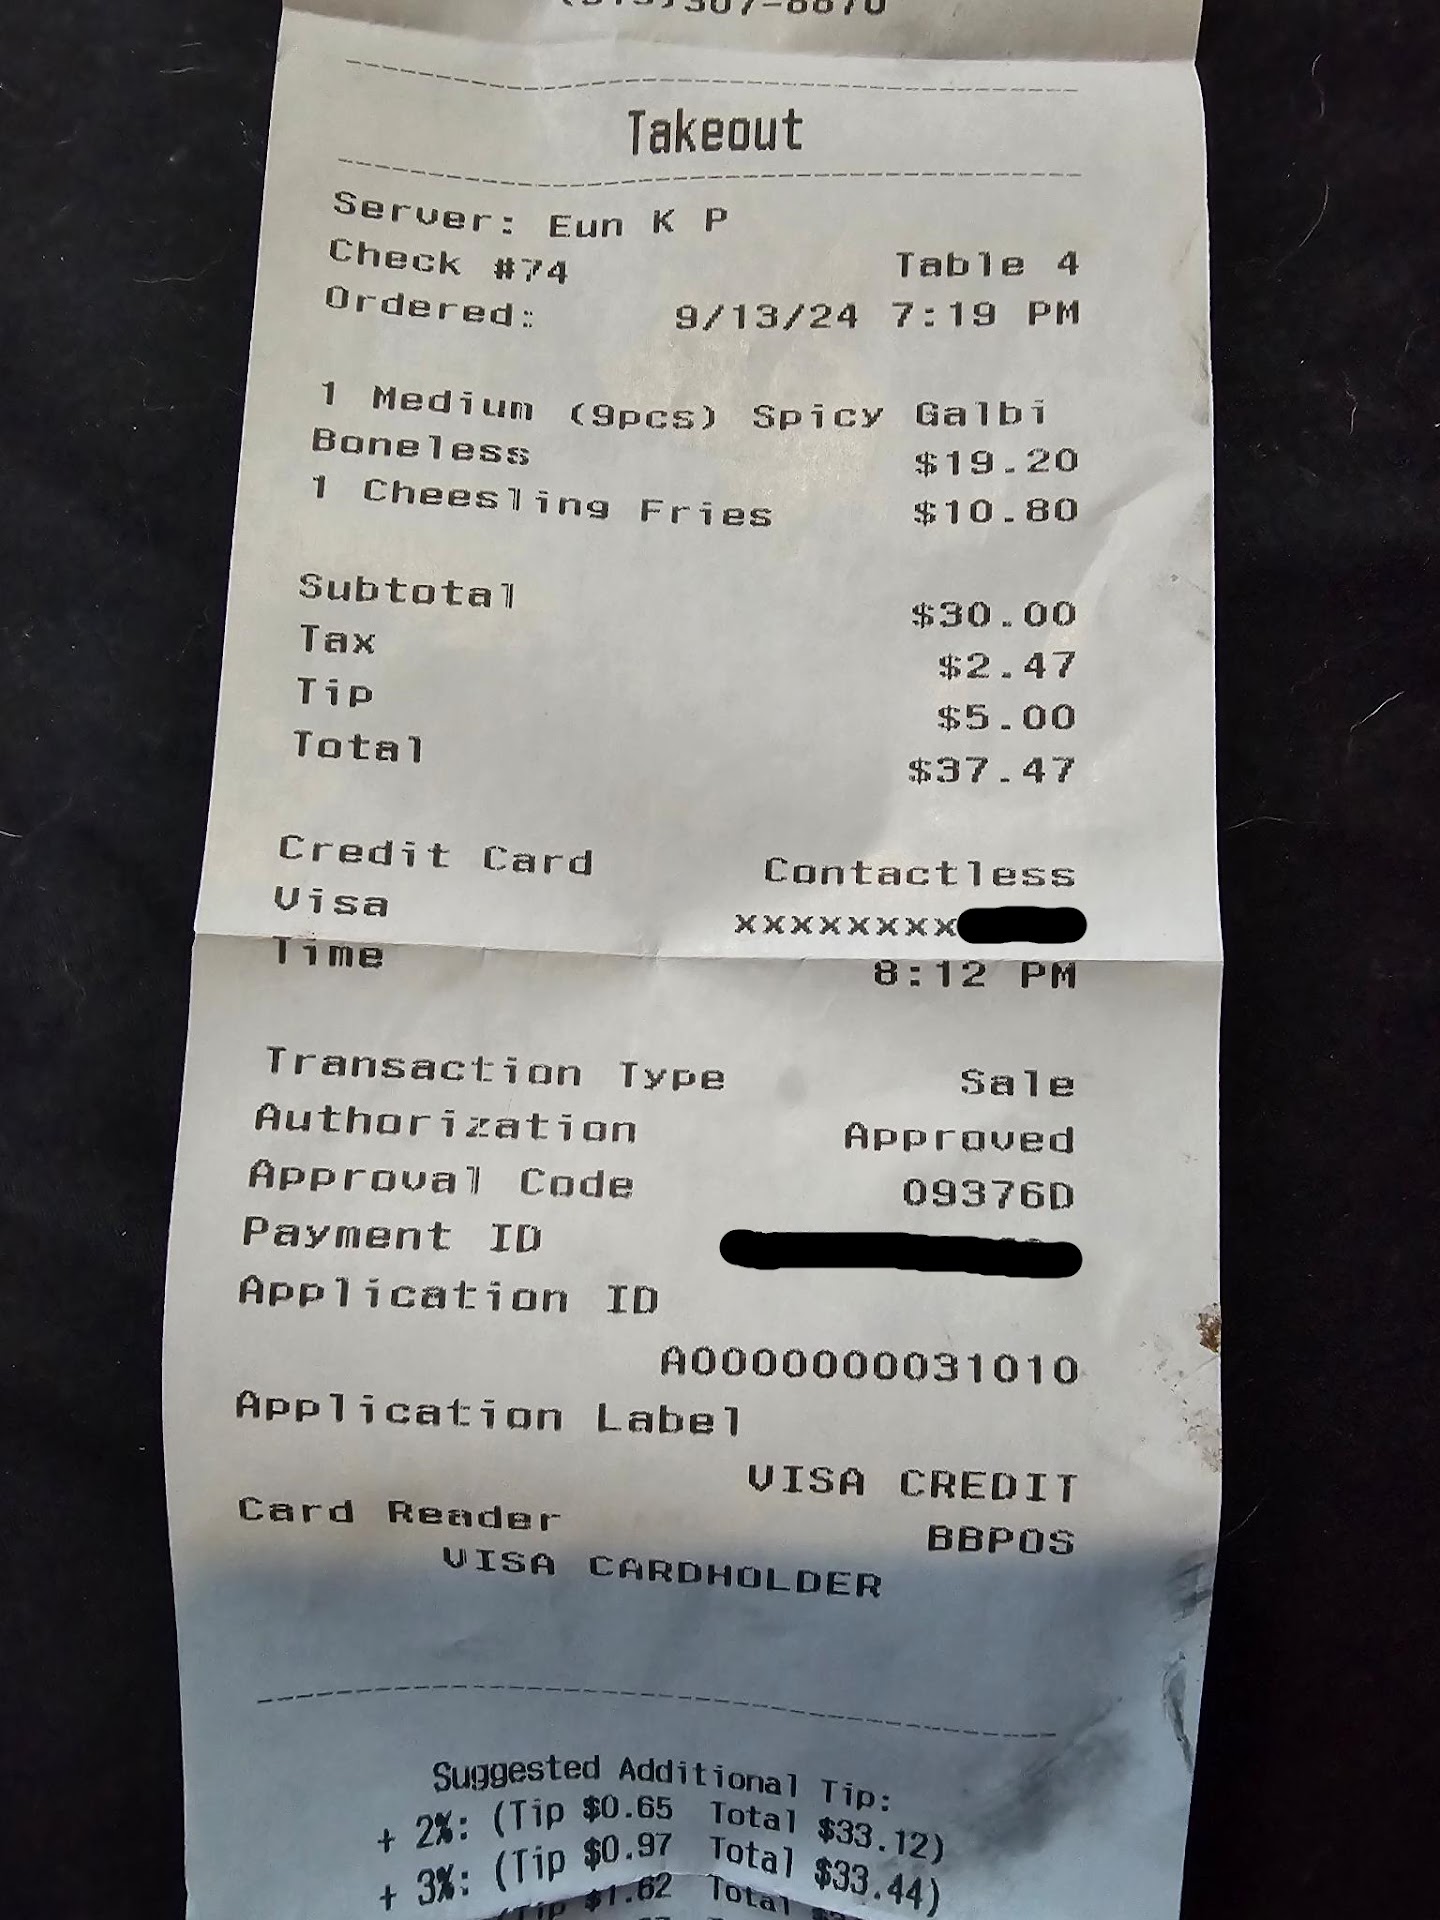 Takeout
Server: Eun K P
Check #74 Table 4
Ordered: 9/13/24 7:19 PM
1 Medium (9pcs) Spicy Galbi
Boneless $19.20
1 Cheesling Fries $10.80
Subtotal $30.00
Tax $2.47
Tip $5.00
Total $37.47
Credit Card Contactless
Visa xxxxxxxx
Time 8:12 PM
Transaction Type Sale
Authorization Approved
Approval Code 09376D
Payment ID
Application ID
A0000000031010
Application Label
VISA CREDIT
Card Reader BBPOS
VISA CARDHOLDER
Suggested Additional Tip:
+ 2%: (Tip $0.65 Total $33.12)
+ 3%: (Tip $0.97 Total $33.44)
(Tip $1.62 Total